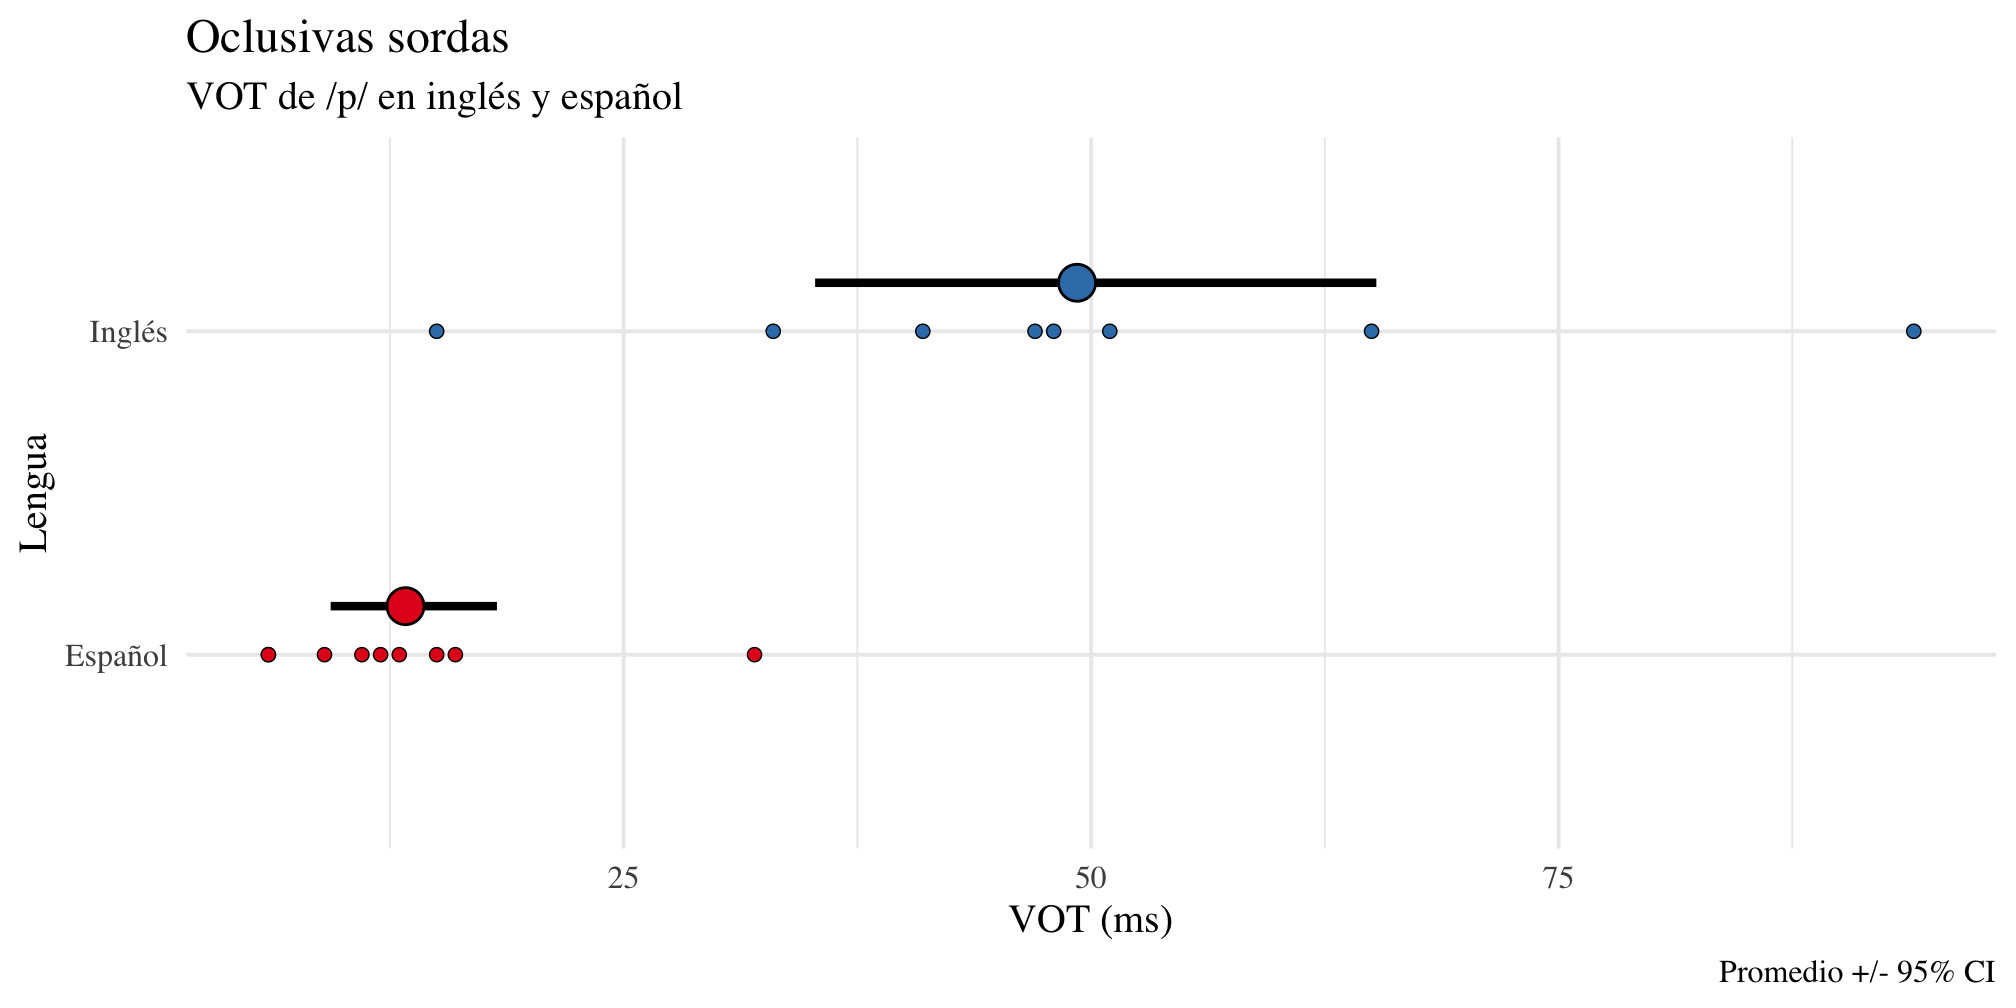 Oclusivas sordas
VOT de /p/ en inglés y español
Inglés
Lengua
Español
25 50 75
VOT (ms)
Promedio +/- 95% CI